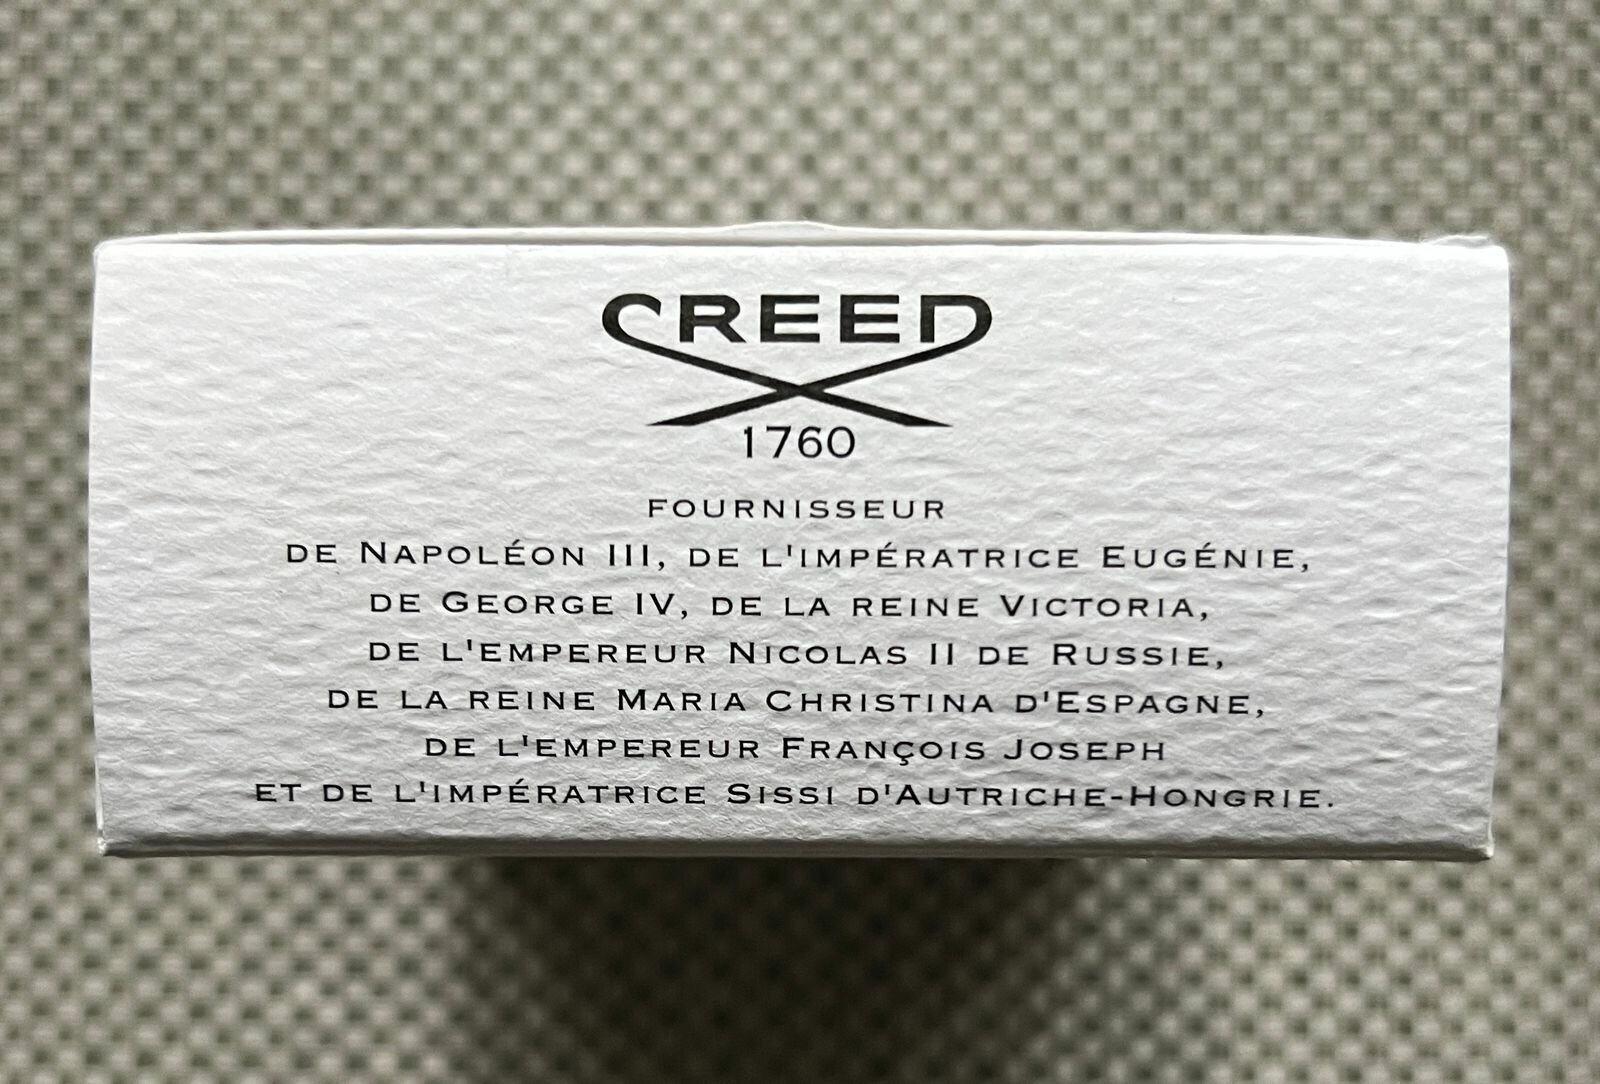 CREED
1760
FOURNISSEUR
DE NAPOLÉON III, DE L'IMPÉRATRICE EUGÉNIE,
DE GEORGE IV, DE LA REINE VICTORIA,
DE L'EMPEREUR NICOLAS II DE RUSSIE,
DE LA REINE MARIA CHRISTINA D'ESPAGNE,
DE L'EMPEREUR FRANÇOIS JOSEPH
ET DE L'IMPÉRATRICE SISSI D'AUTRICHE-HONGRIE.